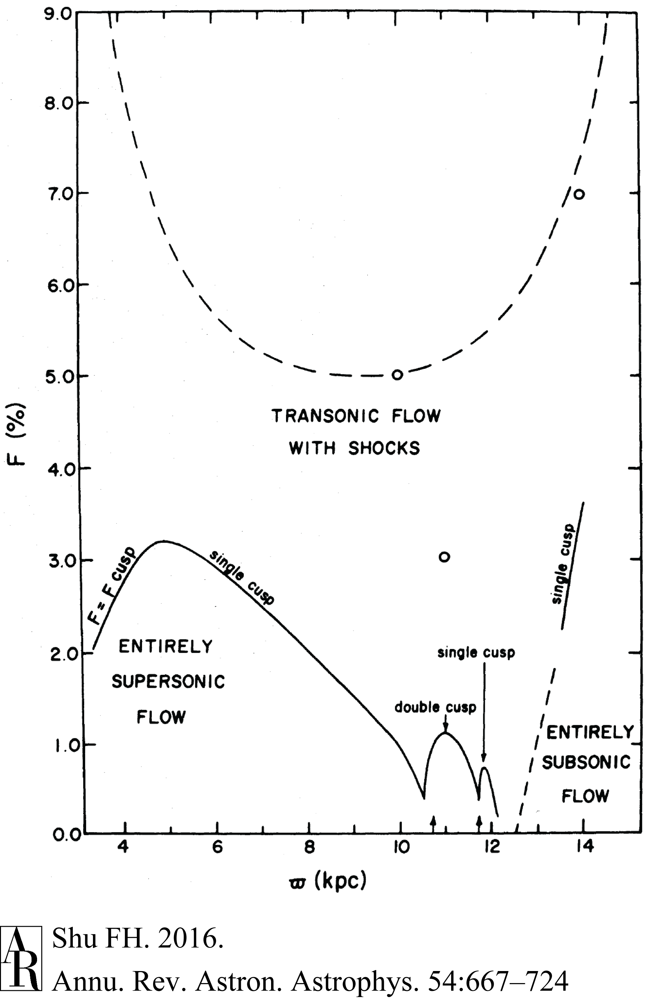 9.0
8.0
7.0
6.0
5.0
4.0
3.0
2.0
1.0
0.0
F (%)
TRANSONIC FLOW
WITH SHOCKS
F = F cusp
single cusp
single cusp
ENTIRELY
SUPERSONIC
FLOW
single cusp
double cusp
ENTIRELY
SUBSONIC
FLOW
4 6 8 10 12 14
ϖ (kpc)
AR
Shu FH. 2016.
Annu. Rev. Astron. Astrophys. 54:667–724